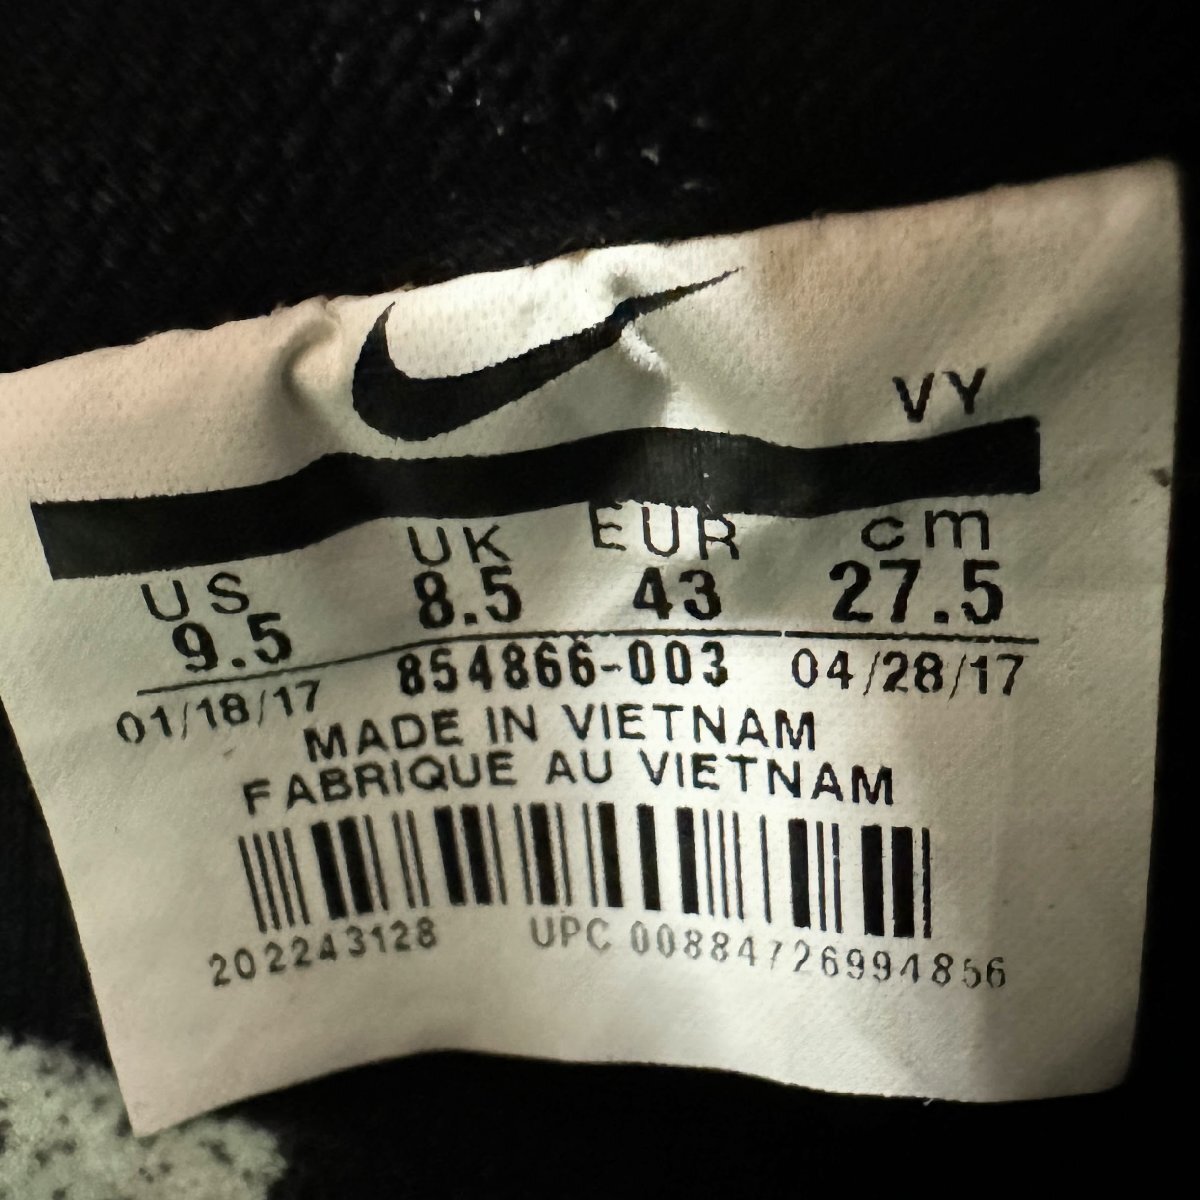 VY
US UK EUR cm
9.5 8.5 43 27.5
01/18/17 854866-003 04/28/17
MADE IN VIETNAM
FABRIQUE AU VIETNAM
202243128 UPC 00884726994856